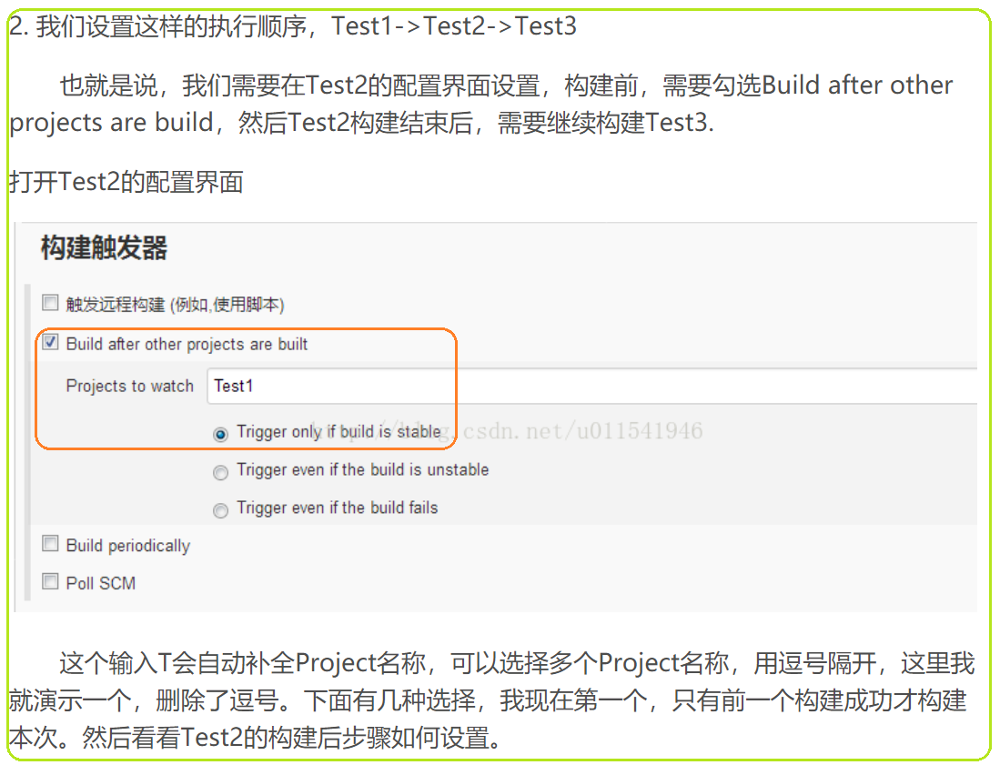 2. 我们设置这样的执行顺序，Test1->Test2->Test3
也就是说，我们需要在Test2的配置界面设置，构建前，需要勾选Build after other
projects are build，然后Test2构建结束后，需要继续构建Test3.
打开Test2的配置界面
构建触发器
触发远程构建 (例如,使用脚本)
Build after other projects are built
Projects to watch Test1
Trigger only if build is stable
http://blog.csdn.net/u011541946
Trigger even if the build is unstable
Trigger even if the build fails
Build periodically
Poll SCM
这个输入T会自动补全Project名称，可以选择多个Project名称，用逗号隔开，这里我
就演示一个，删除了逗号。下面有几种选择，我现在第一个，只有前一个构建成功才构建
本次。然后看看Test2的构建后步骤如何设置。